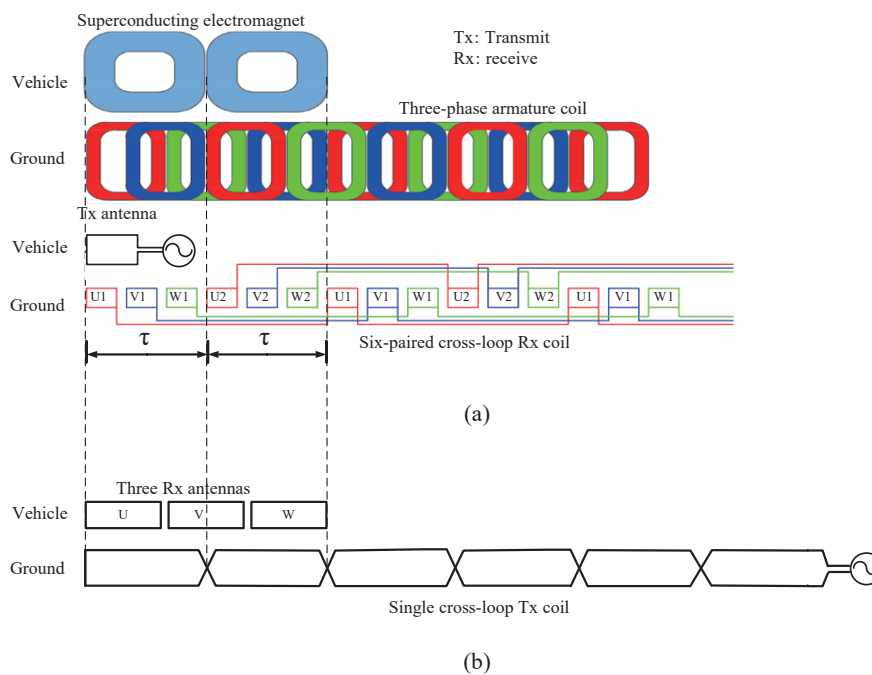 Superconducting electromagnet
Tx: Transmit
Rx: receive
Vehicle
Three-phase armature coil
Ground
Tx antenna
Vehicle
Ground
U1 V1 W1 U2 V2 W2 U1 V1 W1 U2 V2 W2 U1 V1 W1
τ τ
Six-paired cross-loop Rx coil
(a)
Three Rx antennas
Vehicle
U V W
Ground
Single cross-loop Tx coil
(b)